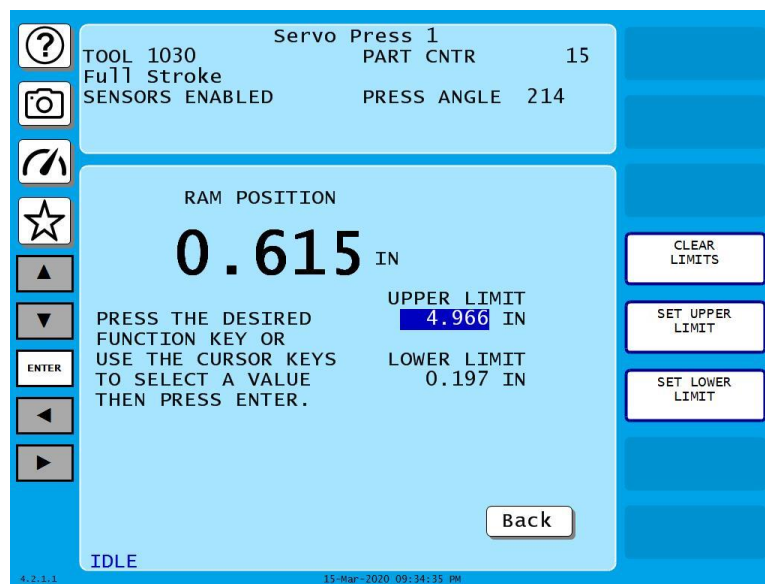 Servo Press 1
TOOL 1030 PART CNTR 15
Full Stroke
SENSORS ENABLED PRESS ANGLE 214
RAM POSITION
0.615 IN
CLEAR
LIMITS
UPPER LIMIT
4.966 IN
SET UPPER
LIMIT
PRESS THE DESIRED
FUNCTION KEY OR
USE THE CURSOR KEYS
TO SELECT A VALUE
THEN PRESS ENTER.
LOWER LIMIT
0.197 IN
ENTER
SET LOWER
LIMIT
Back
IDLE
4.2.1.1
15-Mar-2020 09:34:35 PM